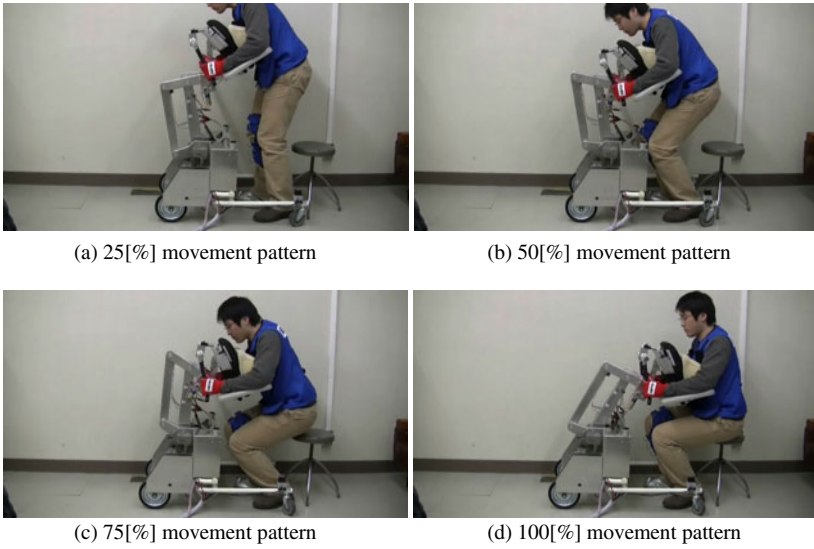 (a) 25[%] movement pattern
(b) 50[%] movement pattern
(c) 75[%] movement pattern
(d) 100[%] movement pattern